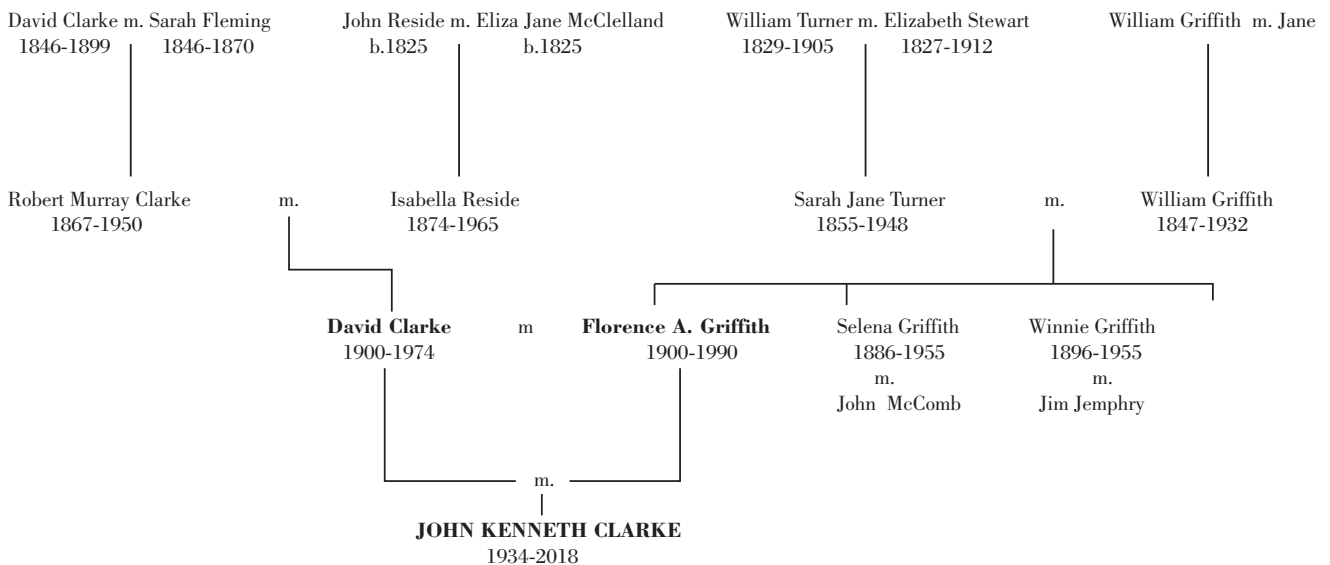 David Clarke m. Sarah Fleming John Reside m. Eliza Jane McClelland William Turner m. Elizabeth Stewart William Griffith m. Jane
1846-1899 1846-1870 b.1825 b.1825 1829-1905 1827-1912
Robert Murray Clarke m. Isabella Reside Sarah Jane Turner m. William Griffith
1867-1950 1874-1965 1855-1948 1847-1932
David Clarke m Florence A. Griffith Selena Griffith Winnie Griffith
1900-1974 1900-1990 1886-1955 1896-1955
m. m.
John McComb Jim Jemphry
m.
JOHN KENNETH CLARKE
1934-2018